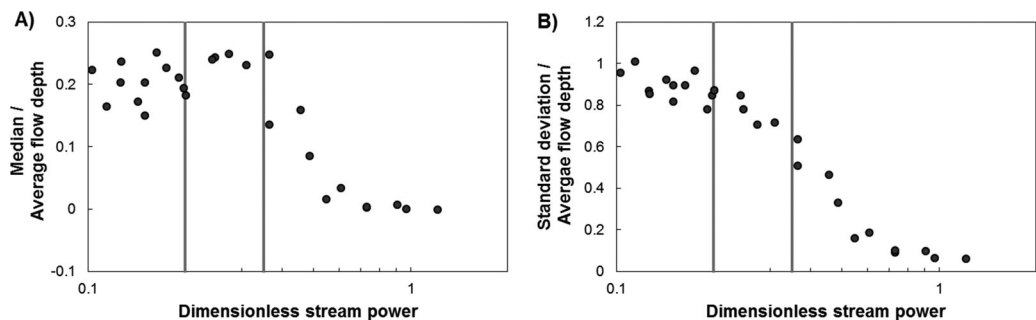 A)
0.3
0.2
0.1
0
-0.1
Median /
Average flow depth
0.1
1
Dimensionless stream power
B)
1.2
1
0.8
0.6
0.4
0.2
0
Standard deviation /
Avergae flow depth
0.1
1
Dimensionless stream power